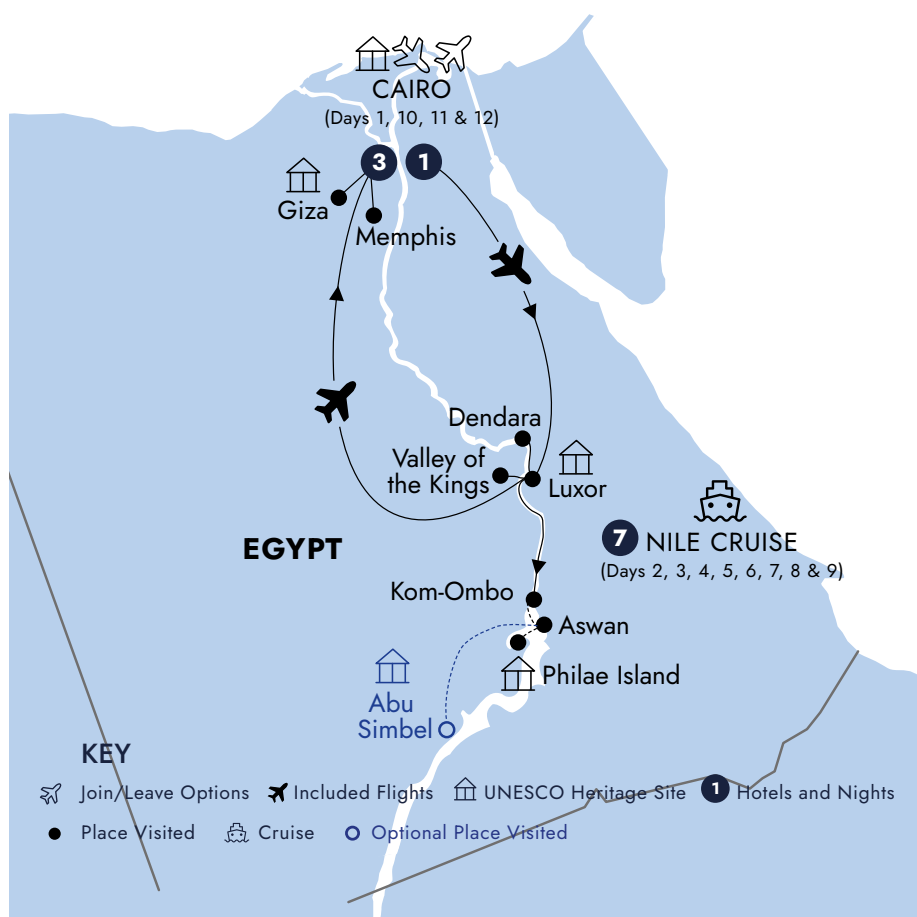 CAIRO
(Days 1, 10, 11 & 12)
3
1
Giza
Memphis
Dendara
Valley of
the Kings
Luxor
EGYPT
7
NILE CRUISE
(Days 2, 3, 4, 5, 6, 7, 8 & 9)
Kom-Ombo
Aswan
Philae Island
Abu
Simbel
KEY
Join/Leave Options
Included Flights
UNESCO Heritage Site
1
Hotels and Nights
Place Visited
Cruise
Optional Place Visited